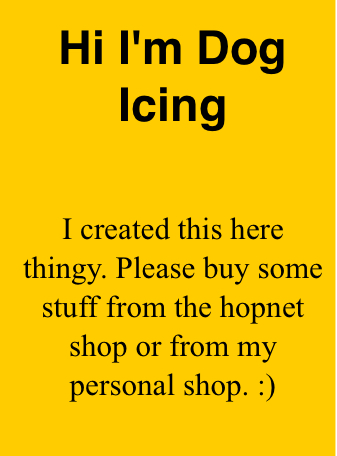 Hi I'm Dog
Icing
I created this here
thingy. Please buy some
stuff from the hopnet
shop or from my
personal shop. :)